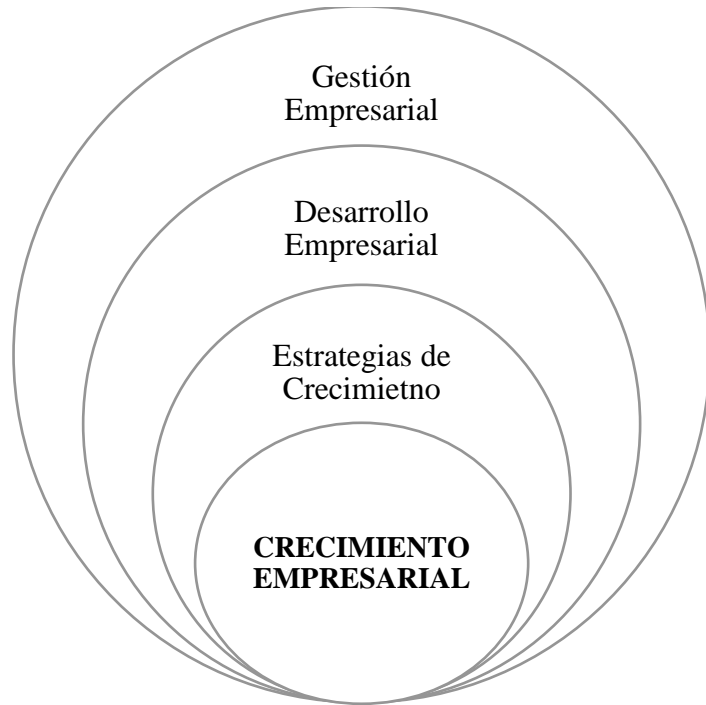 Gestión
Empresarial
Desarrollo
Empresarial
Estrategias de
Crecimietno
CRECIMIENTO
EMPRESARIAL